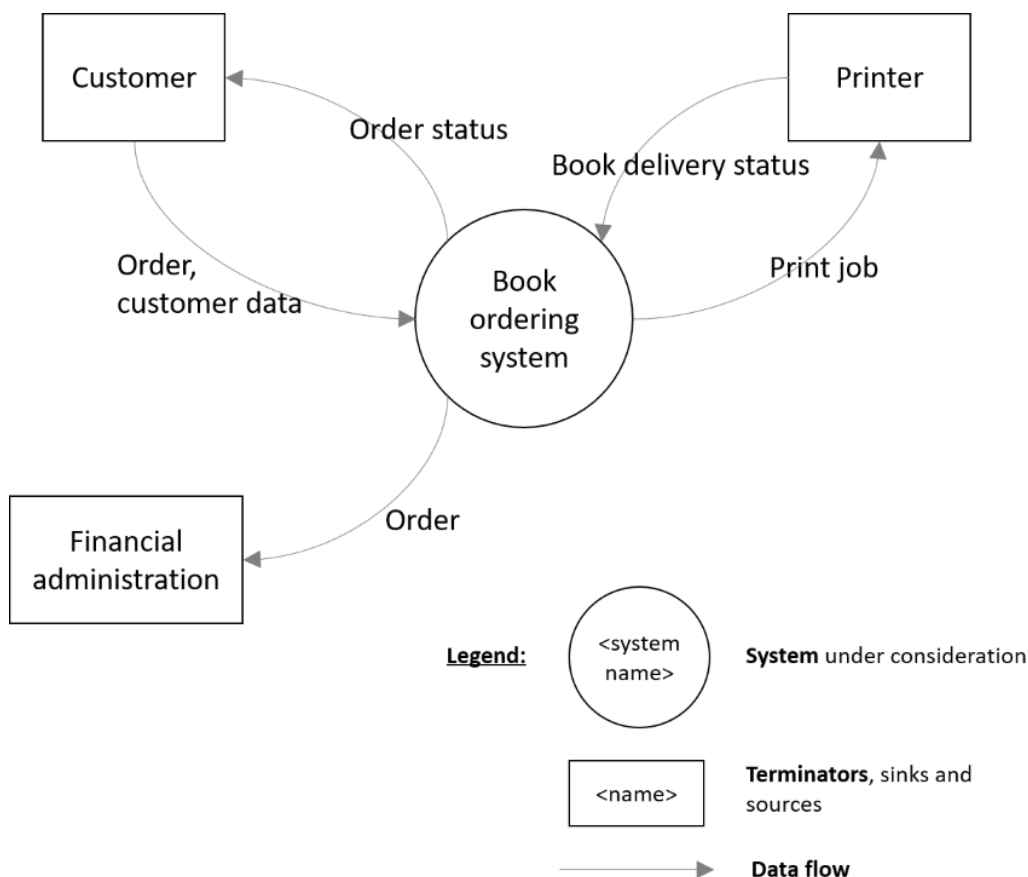 Customer
Printer
Order status
Book delivery status
Order,
customer data
Book
ordering
system
Print job
Order
Financial
administration
Legend:
<system
name>
System under consideration
<name>
Terminators, sinks and
sources
Data flow